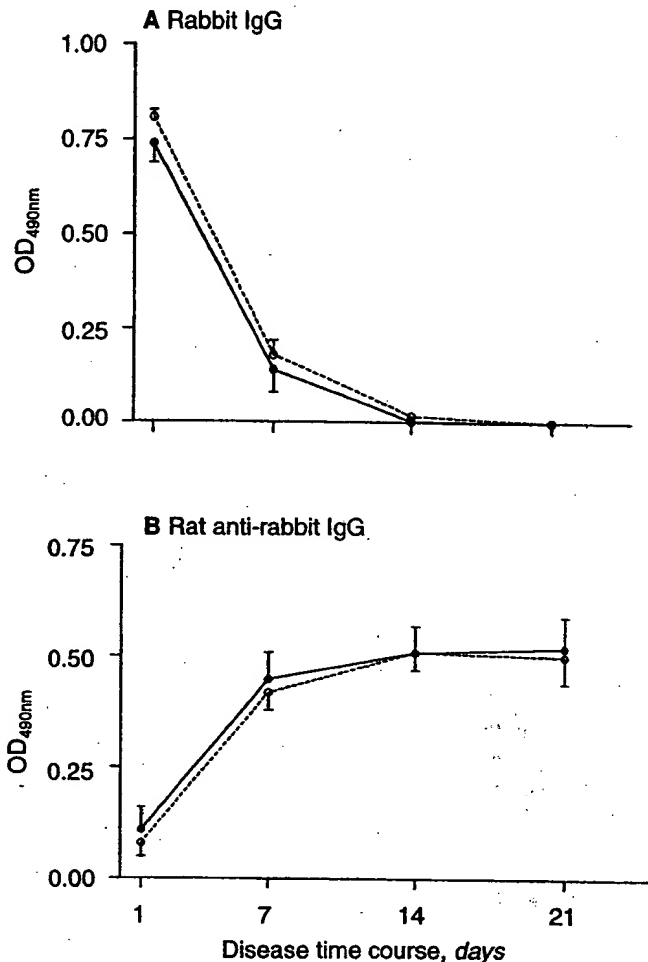 A Rabbit IgG
1.00
0.75
0.50
0.25
0.00
OD490nm
B Rat anti-rabbit IgG
0.75
0.50
0.25
0.00
OD490nm
1 7 14 21
Disease time course, days